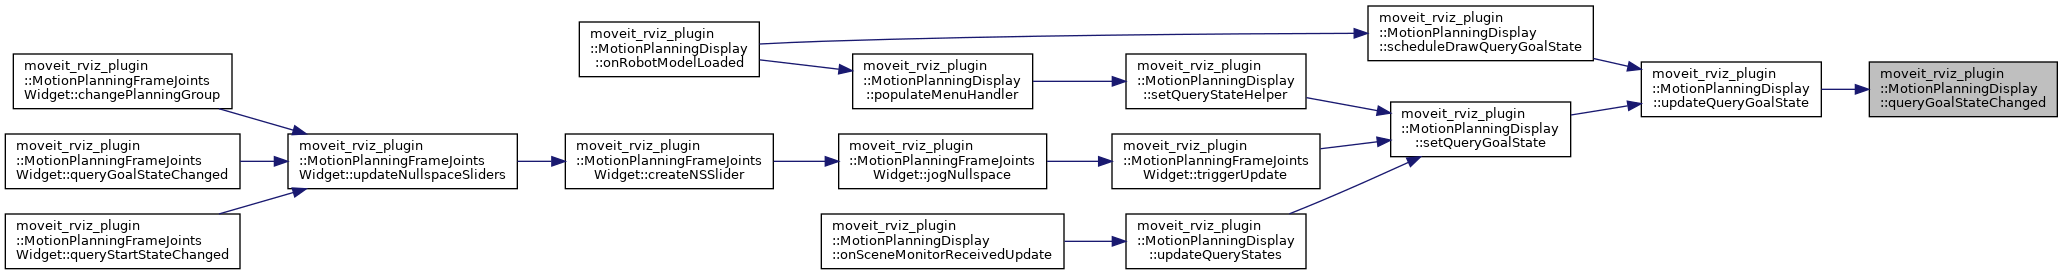 moveit_rviz_plugin
::MotionPlanningDisplay
::scheduleDrawQueryGoalState
moveit_rviz_plugin
::MotionPlanningDisplay
::onRobotModelLoaded
moveit_rviz_plugin
::MotionPlanningFrameJoints
Widget::changePlanningGroup
moveit_rviz_plugin
::MotionPlanningDisplay
::populateMenuHandler
moveit_rviz_plugin
::MotionPlanningDisplay
::setQueryStateHelper
moveit_rviz_plugin
::MotionPlanningDisplay
::updateQueryGoalState
moveit_rviz_plugin
::MotionPlanningDisplay
::queryGoalStateChanged
moveit_rviz_plugin
::MotionPlanningDisplay
::setQueryGoalState
moveit_rviz_plugin
::MotionPlanningFrameJoints
Widget::queryGoalStateChanged
moveit_rviz_plugin
::MotionPlanningFrameJoints
Widget::updateNullspaceSliders
moveit_rviz_plugin
::MotionPlanningFrameJoints
Widget::createNSSlider
moveit_rviz_plugin
::MotionPlanningFrameJoints
Widget::jogNullspace
moveit_rviz_plugin
::MotionPlanningFrameJoints
Widget::triggerUpdate
moveit_rviz_plugin
::MotionPlanningFrameJoints
Widget::queryStartStateChanged
moveit_rviz_plugin
::MotionPlanningDisplay
::onSceneMonitorReceivedUpdate
moveit_rviz_plugin
::MotionPlanningDisplay
::updateQueryStates